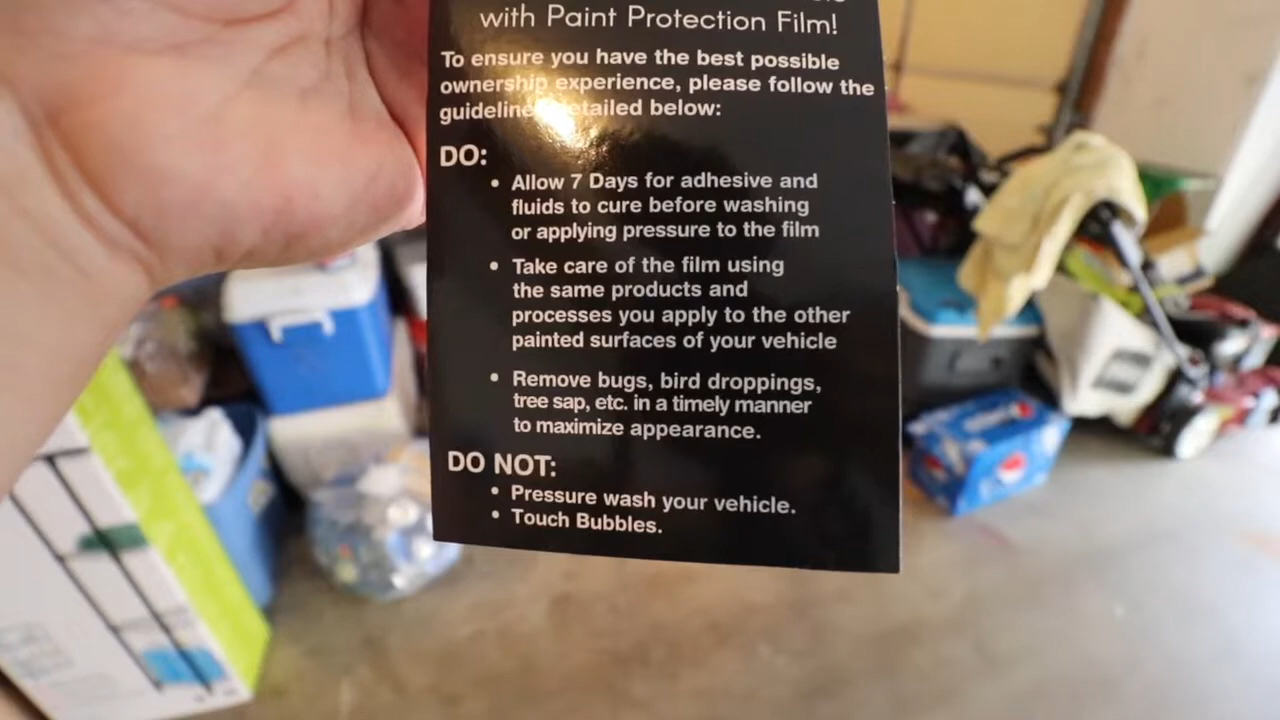 with Paint Protection Film!
To ensure you have the best possible
ownership experience, please follow the
detailed below:
DO:
• Allow 7 Days for adhesive and
fluids to cure before washing
or applying pressure to the film
• Take care of the film using
the same products and
processes you apply to the other
painted surfaces of your vehicle
• Remove bugs, bird droppings,
tree sap, etc. in a timely manner
to maximize appearance.
DO NOT:
• Pressure wash your vehicle.
• Touch Bubbles.